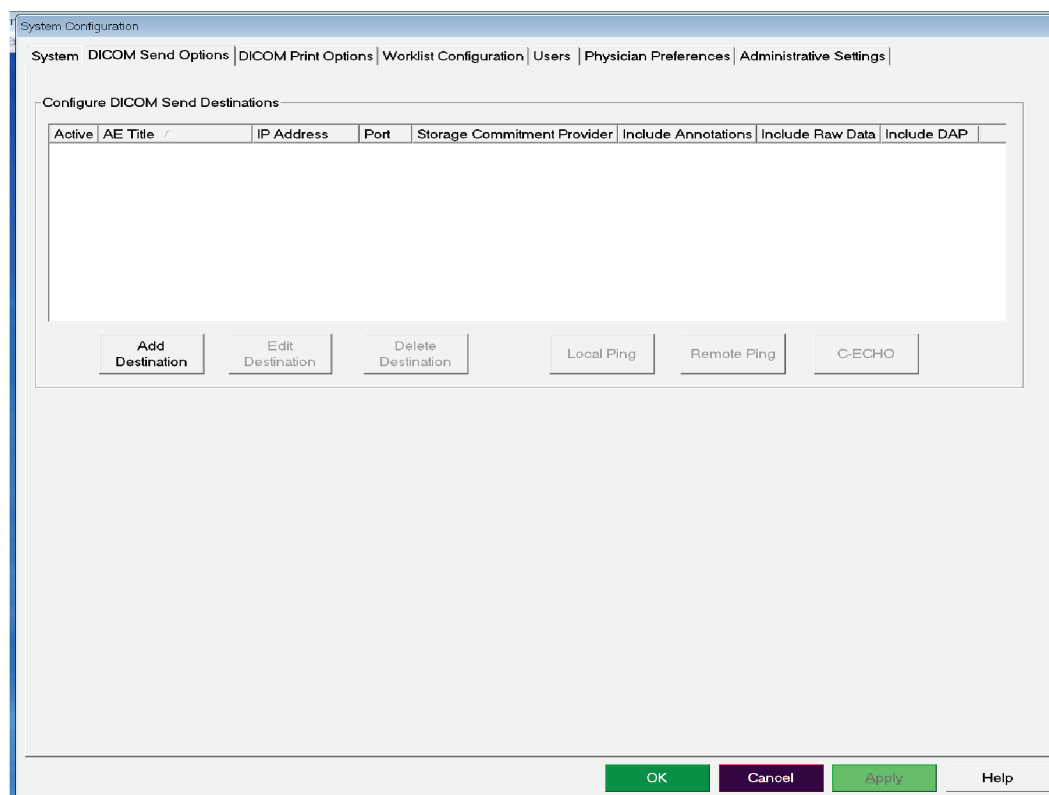 System Configuration
System DICOM Send Options DICOM Print Options Worklist Configuration Users Physician Preferences Administrative Settings
Configure DICOM Send Destinations
Active AE Title IP Address Port Storage Commitment Provider Include Annotations Include Raw Data Include DAP
Add Destination Edit Destination Delete Destination Local Ping Remote Ping C-ECHO
OK Cancel Apply Help